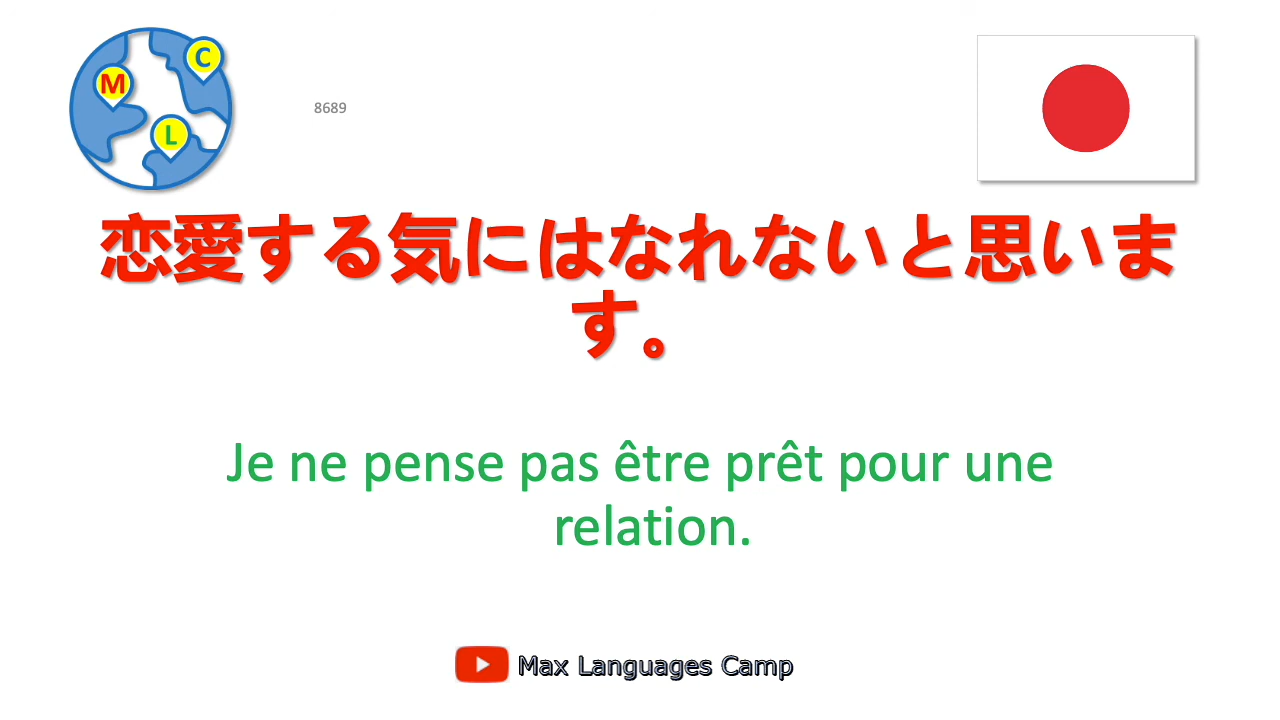 C
M
L
8689
恋愛する気にはなれないと思いま
す。
Je ne pense pas être prêt pour une
relation.
Max Languages Camp